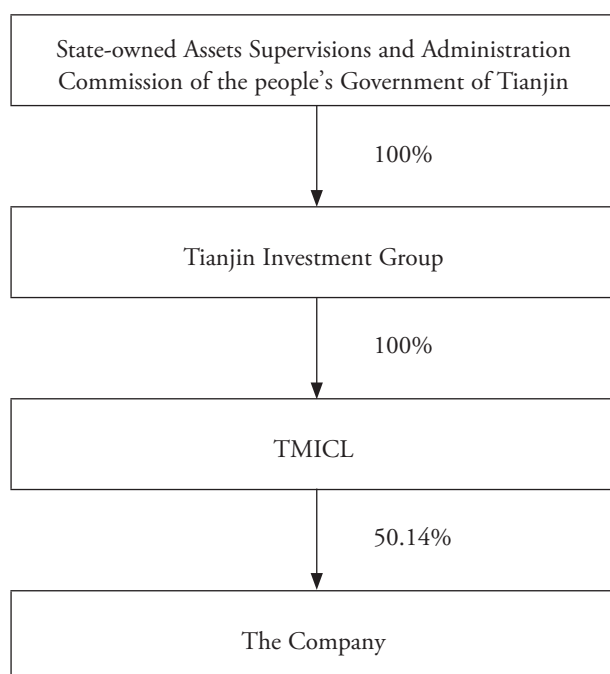 State-owned Assets Supervisions and Administration
Commission of the people’s Government of Tianjin
100%
Tianjin Investment Group
100%
TMICL
50.14%
The Company